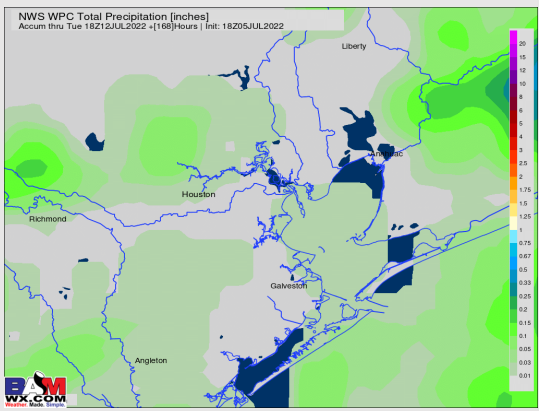 NWS WPC Total Precipitation [inches]
Accum thru Tue 18Z12JUL2022 +[168]Hours | Init: 18Z05JUL2022
Liberty
Anahuac
Houston
Richmond
Galveston
Angleton
20
15
12
10
8
6
5
4
3
2.5
2
1.75
1.5
1.25
1
0.75
0.67
0.5
0.33
0.25
0.2
0.15
0.1
0.05
0.03
0.01
BAM
WX.COM
Weather. Made. Simple.